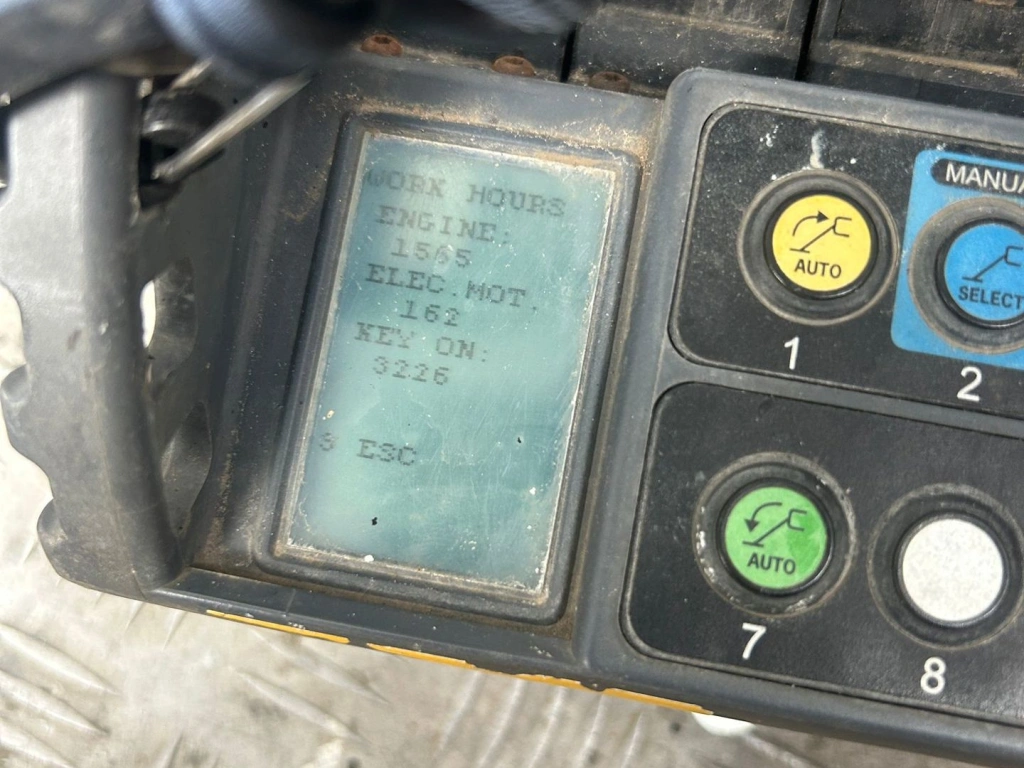 WORK HOURS
ENGINE:
1565
ELEC.MOT.
162
KEY ON:
3226
3 ESC
AUTO
1
MANUA
SELECT
2
AUTO
7
8